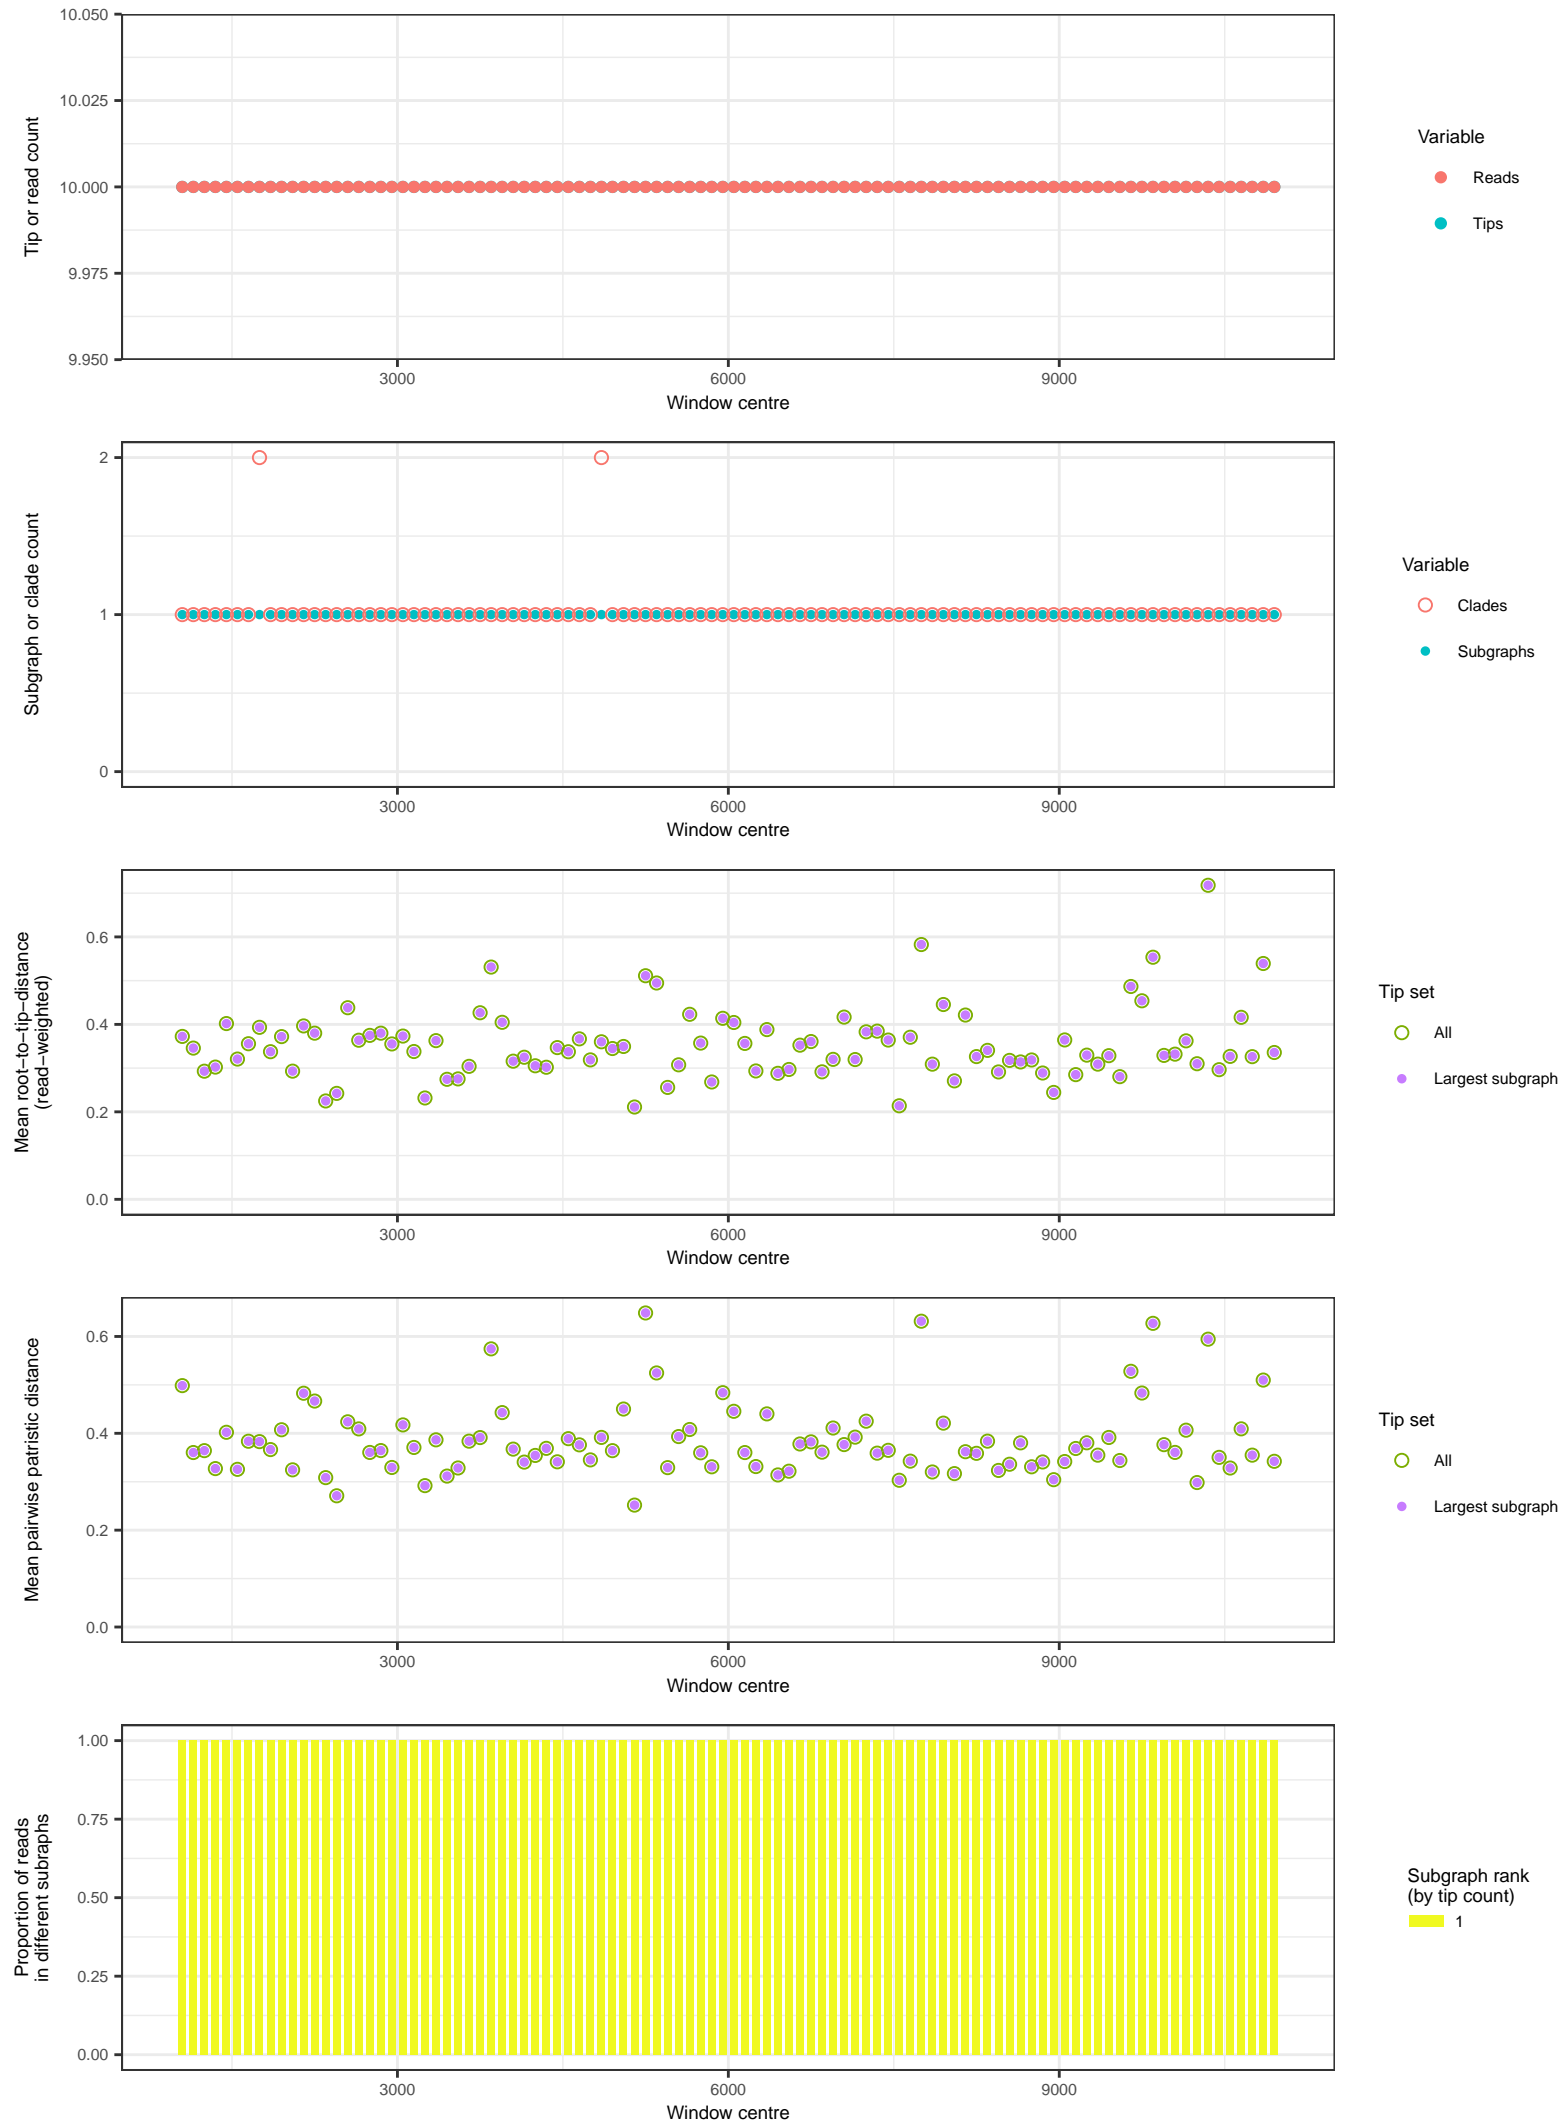 10.050
10.025
10.000
9.975
9.950
Tip or read count
3000 6000 9000
Window centre
Variable
Reads
Tips
2
1
0
Subgraph or clade count
3000 6000 9000
Window centre
Variable
Clades
Subgraphs
0.6
0.4
0.2
0.0
Mean root−to−tip−distance
(read−weighted)
3000 6000 9000
Window centre
Tip set
All
Largest subgraph
0.6
0.4
0.2
0.0
Mean pairwise patristic distance
3000 6000 9000
Window centre
Tip set
All
Largest subgraph
1.00
0.75
0.50
0.25
0.00
Proportion of reads
in different subraphs
3000 6000 9000
Window centre
Subgraph rank
(by tip count)
1